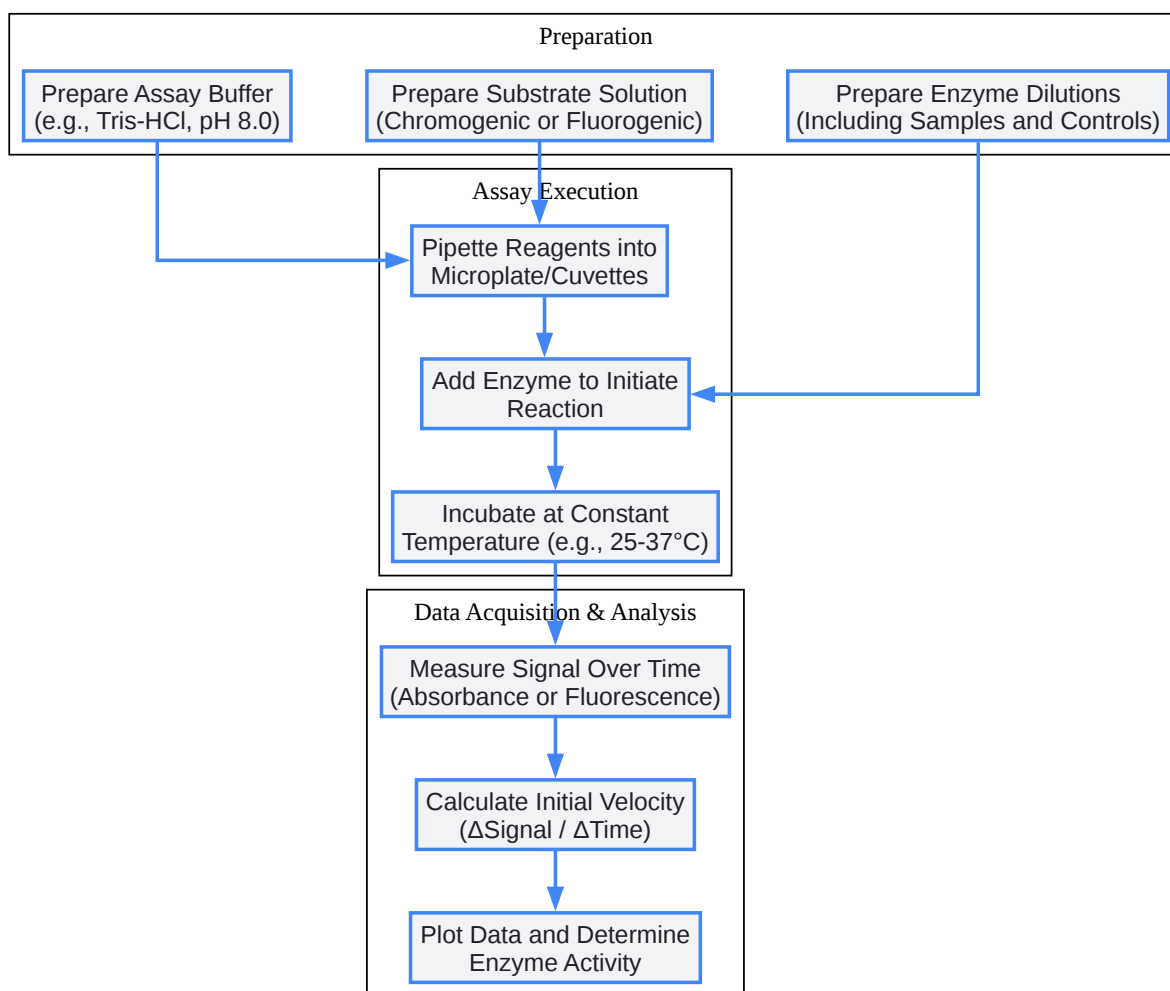 Preparation
Prepare Assay Buffer
(e.g., Tris-HCl, pH 8.0)
Prepare Substrate Solution
(Chromogenic or Fluorogenic)
Prepare Enzyme Dilutions
(Including Samples and Controls)
Assay Execution
Pipette Reagents into
Microplate/Cuvettes
Add Enzyme to Initiate
Reaction
Incubate at Constant
Temperature (e.g., 25-37°C)
Data Acquisition & Analysis
Measure Signal Over Time
(Absorbance or Fluorescence)
Calculate Initial Velocity
(ΔSignal / ΔTime)
Plot Data and Determine
Enzyme Activity